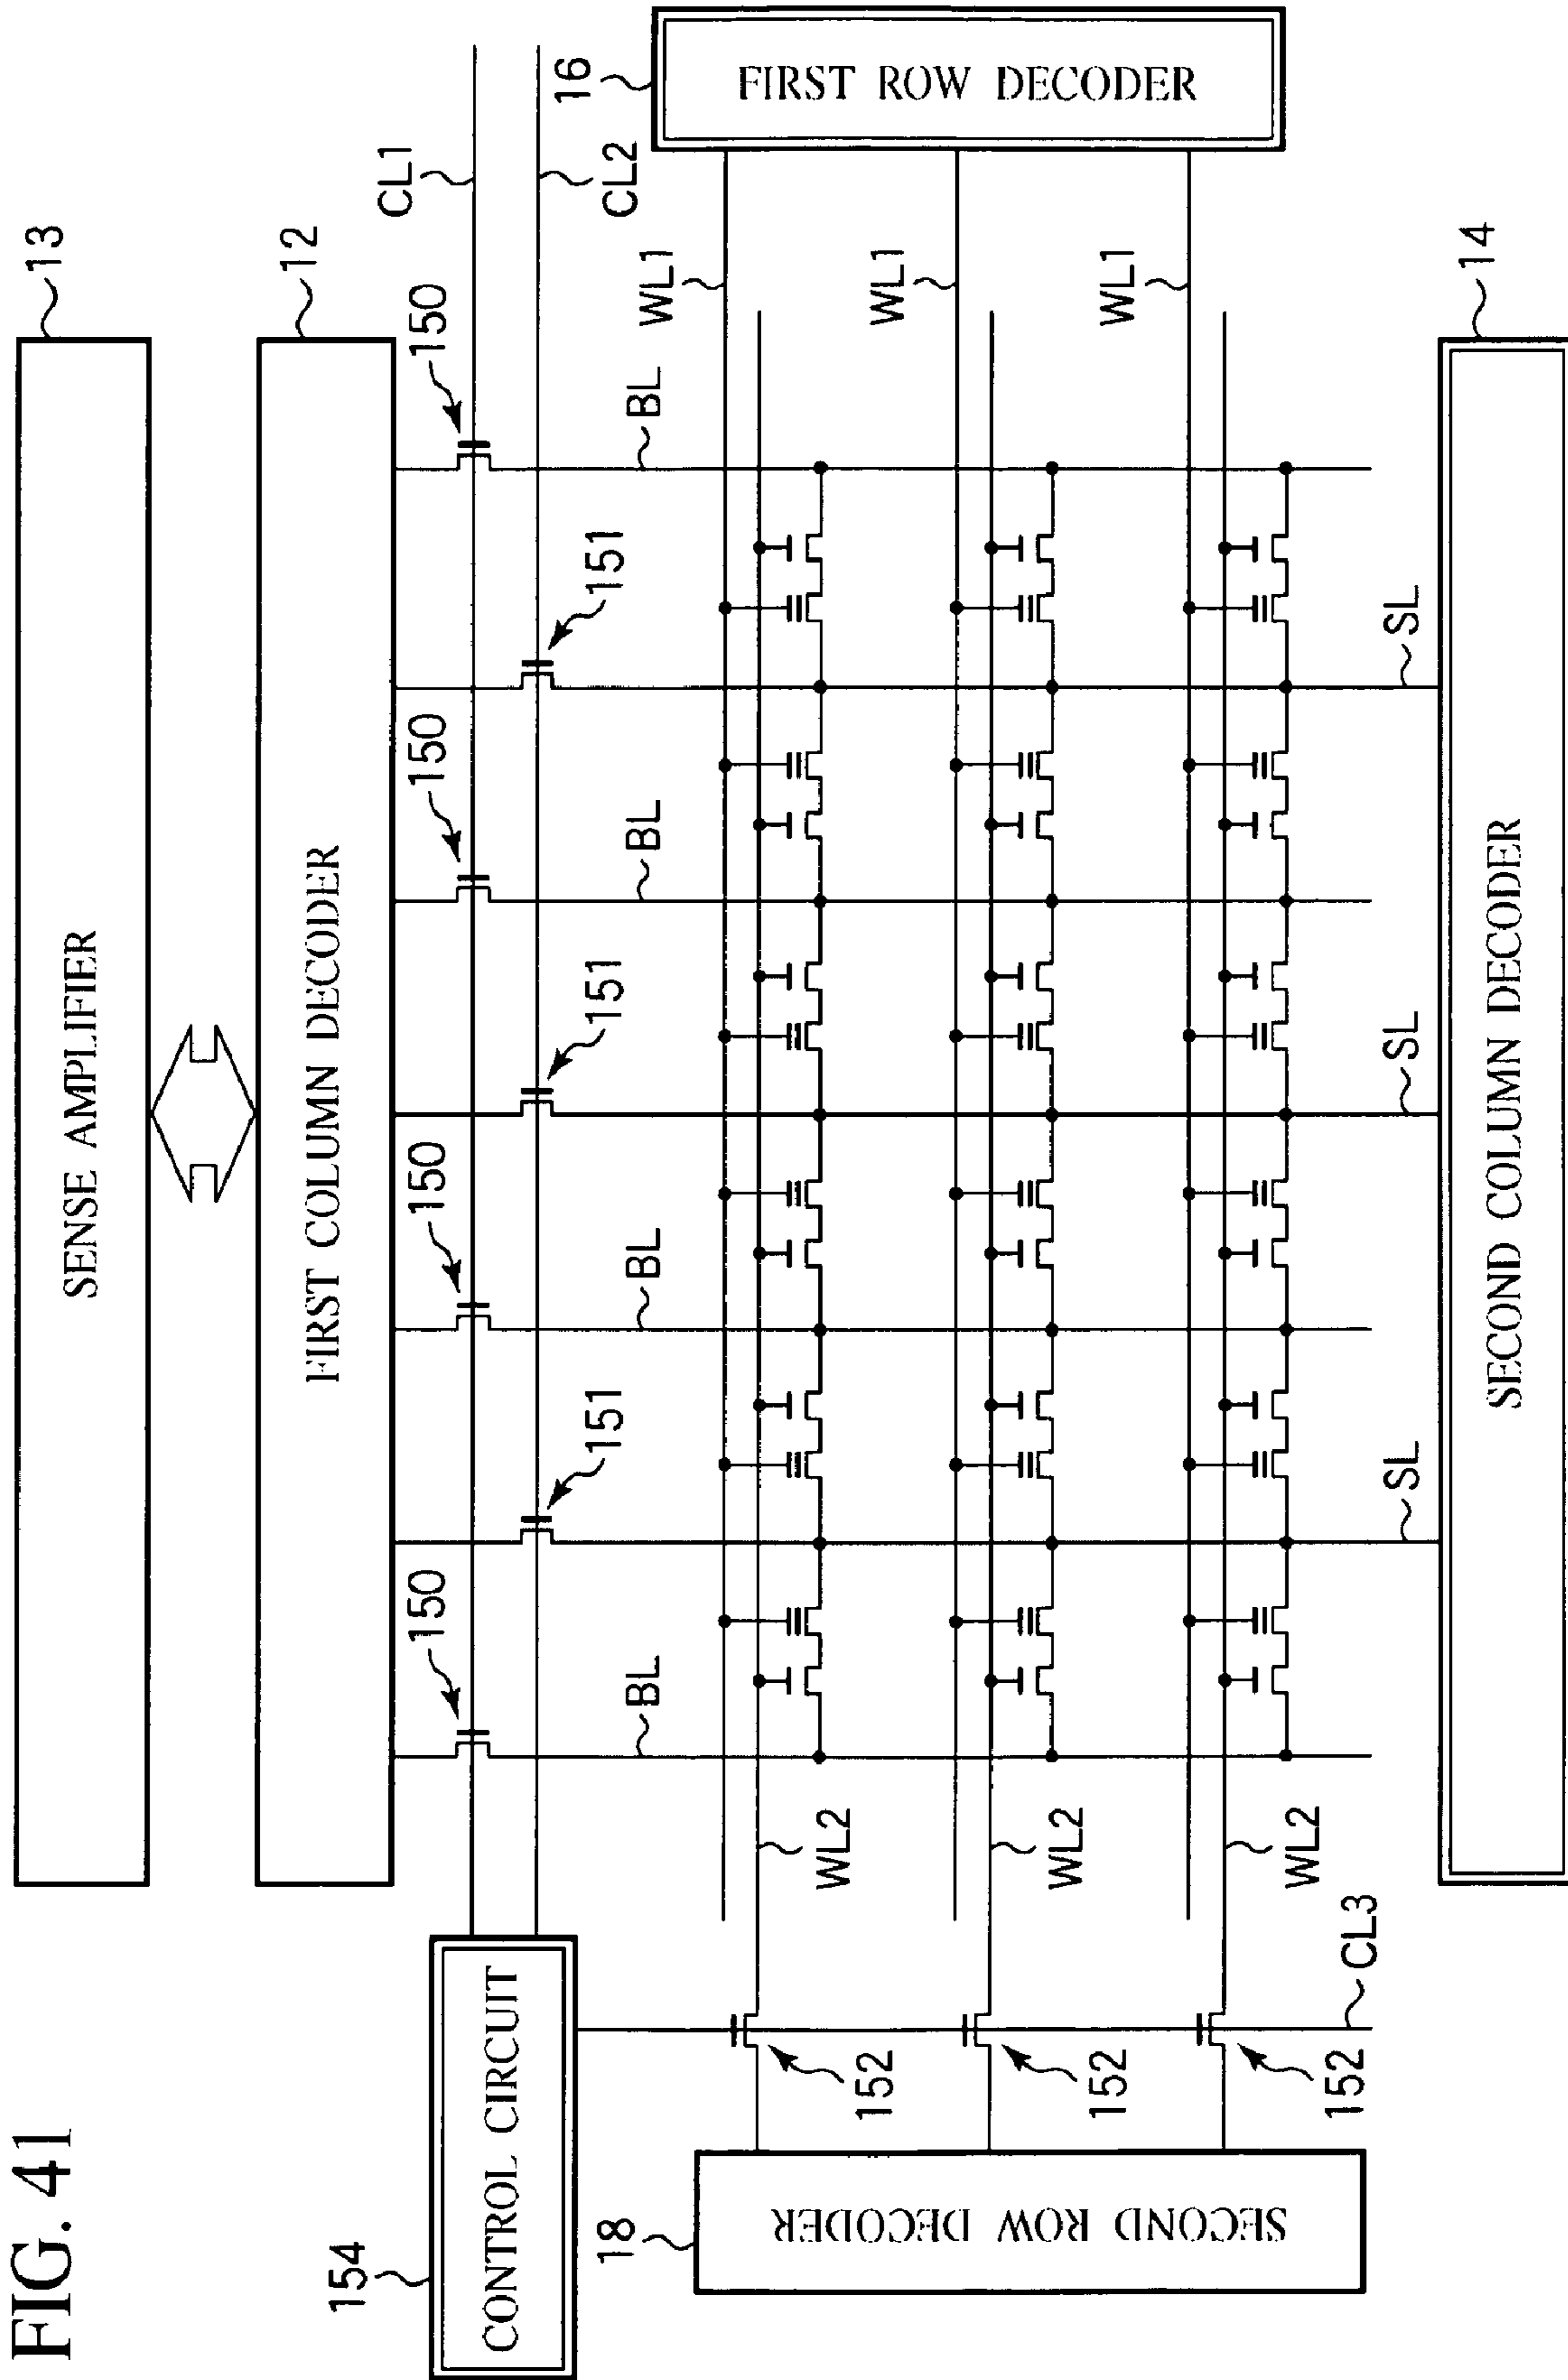 FIG. 41
SENSE AMPLIFIER
13
FIRST COLUMN DECODER
12
154
CONTROL CIRCUIT
150
150
150
150
CL1
151
151
151
CL2
16
FIRST ROW DECODER
BL
BL
BL
BL
WL1
WL1
WL1
18
SECOND ROW DECODER
152
152
152
WL2
WL2
WL2
CL3
SL
SL
SL
SECOND COLUMN DECODER
14